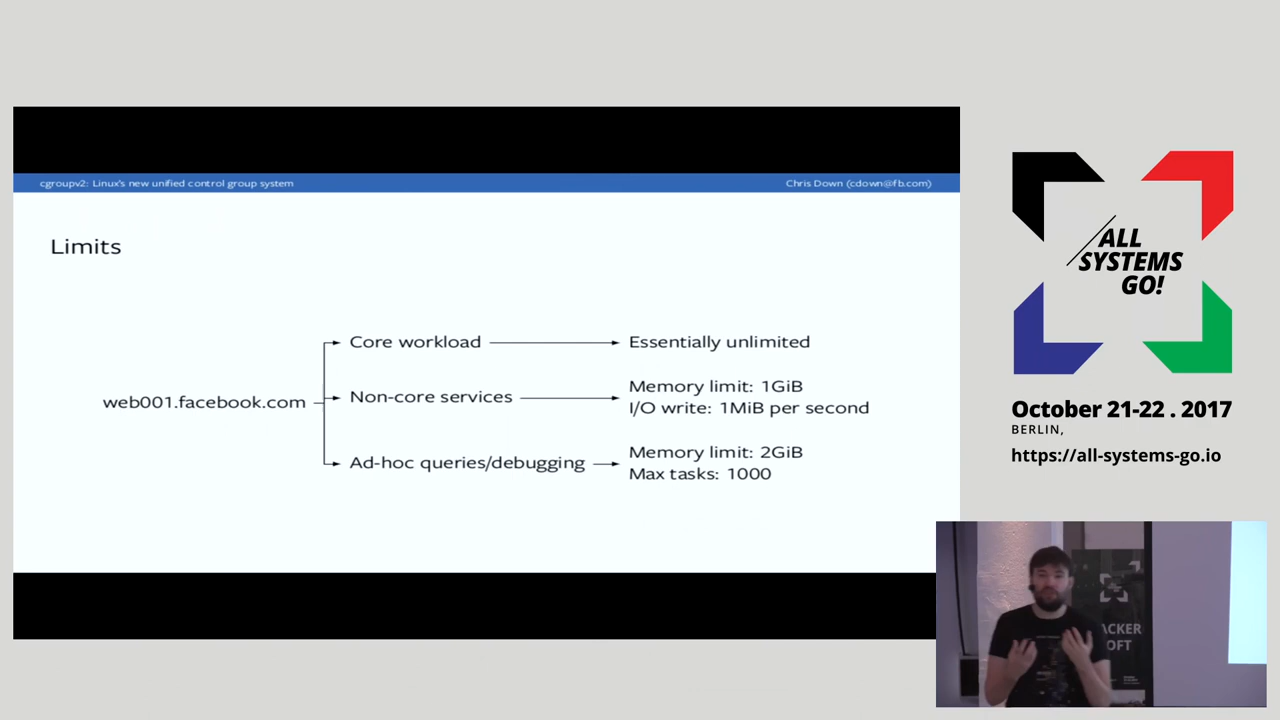 cgroupv2: Linux's new unified control group system
Chris Down (cdown@fb.com)
Limits
web001.facebook.com
Core workload
Essentially unlimited
Non-core services
Memory limit: 1GiB
I/O write: 1MiB per second
Ad-hoc queries/debugging
Memory limit: 2GiB
Max tasks: 1000
ALL
SYSTEMS
GO!
October 21-22 . 2017
BERLIN,
https://all-systems-go.io